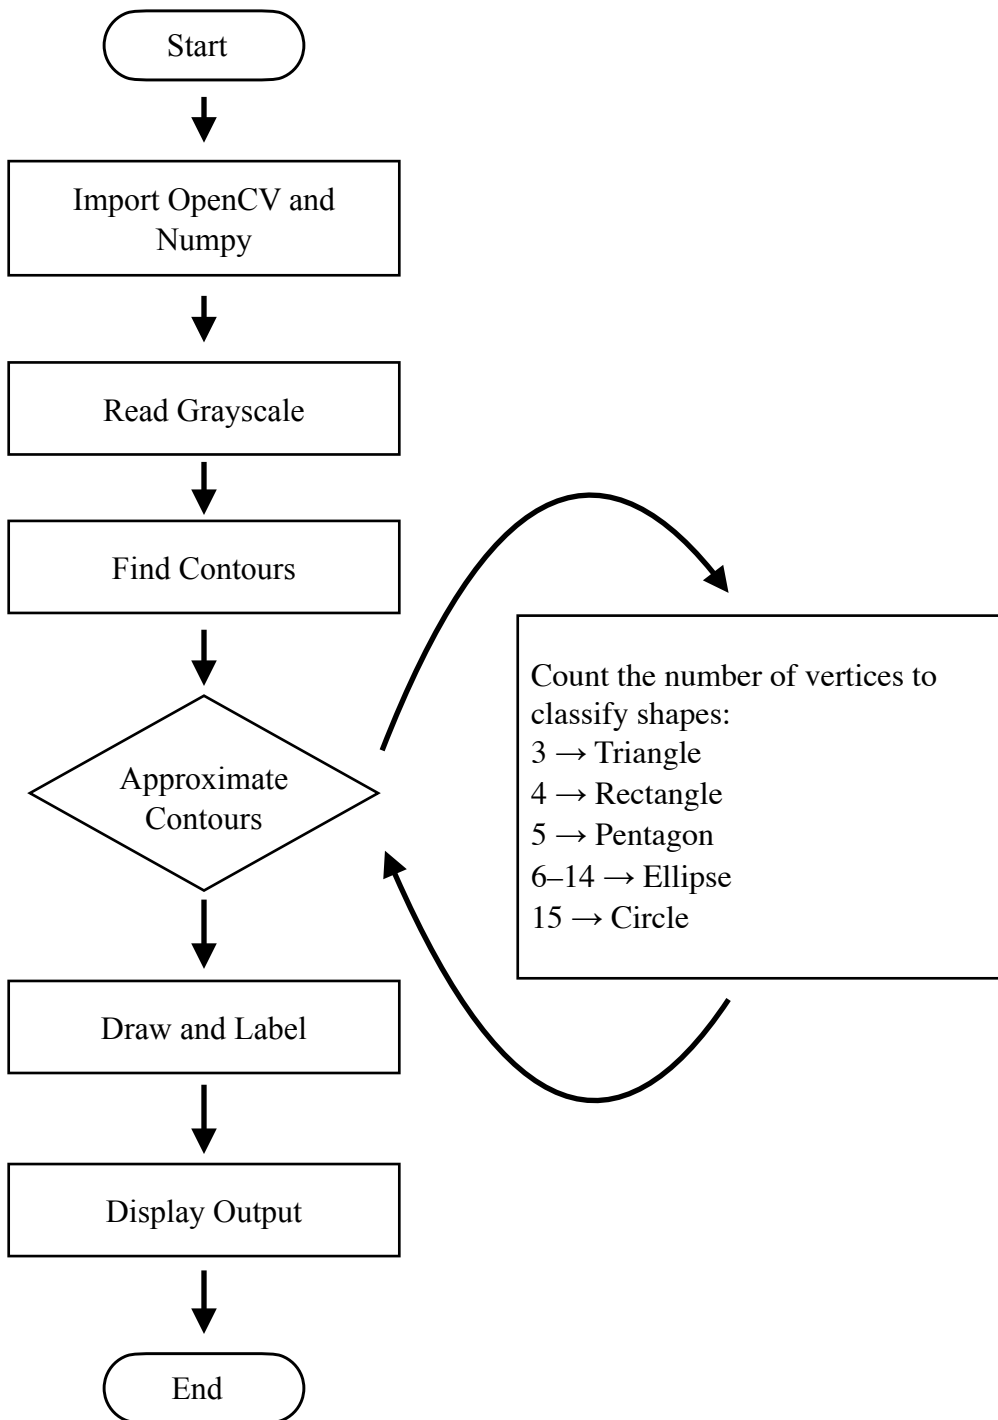 Start
Import OpenCV and
Numpy
Read Grayscale
Find Contours
Approximate
Contours
Count the number of vertices to
classify shapes:
3 → Triangle
4 → Rectangle
5 → Pentagon
6–14 → Ellipse
15 → Circle
Draw and Label
Display Output
End